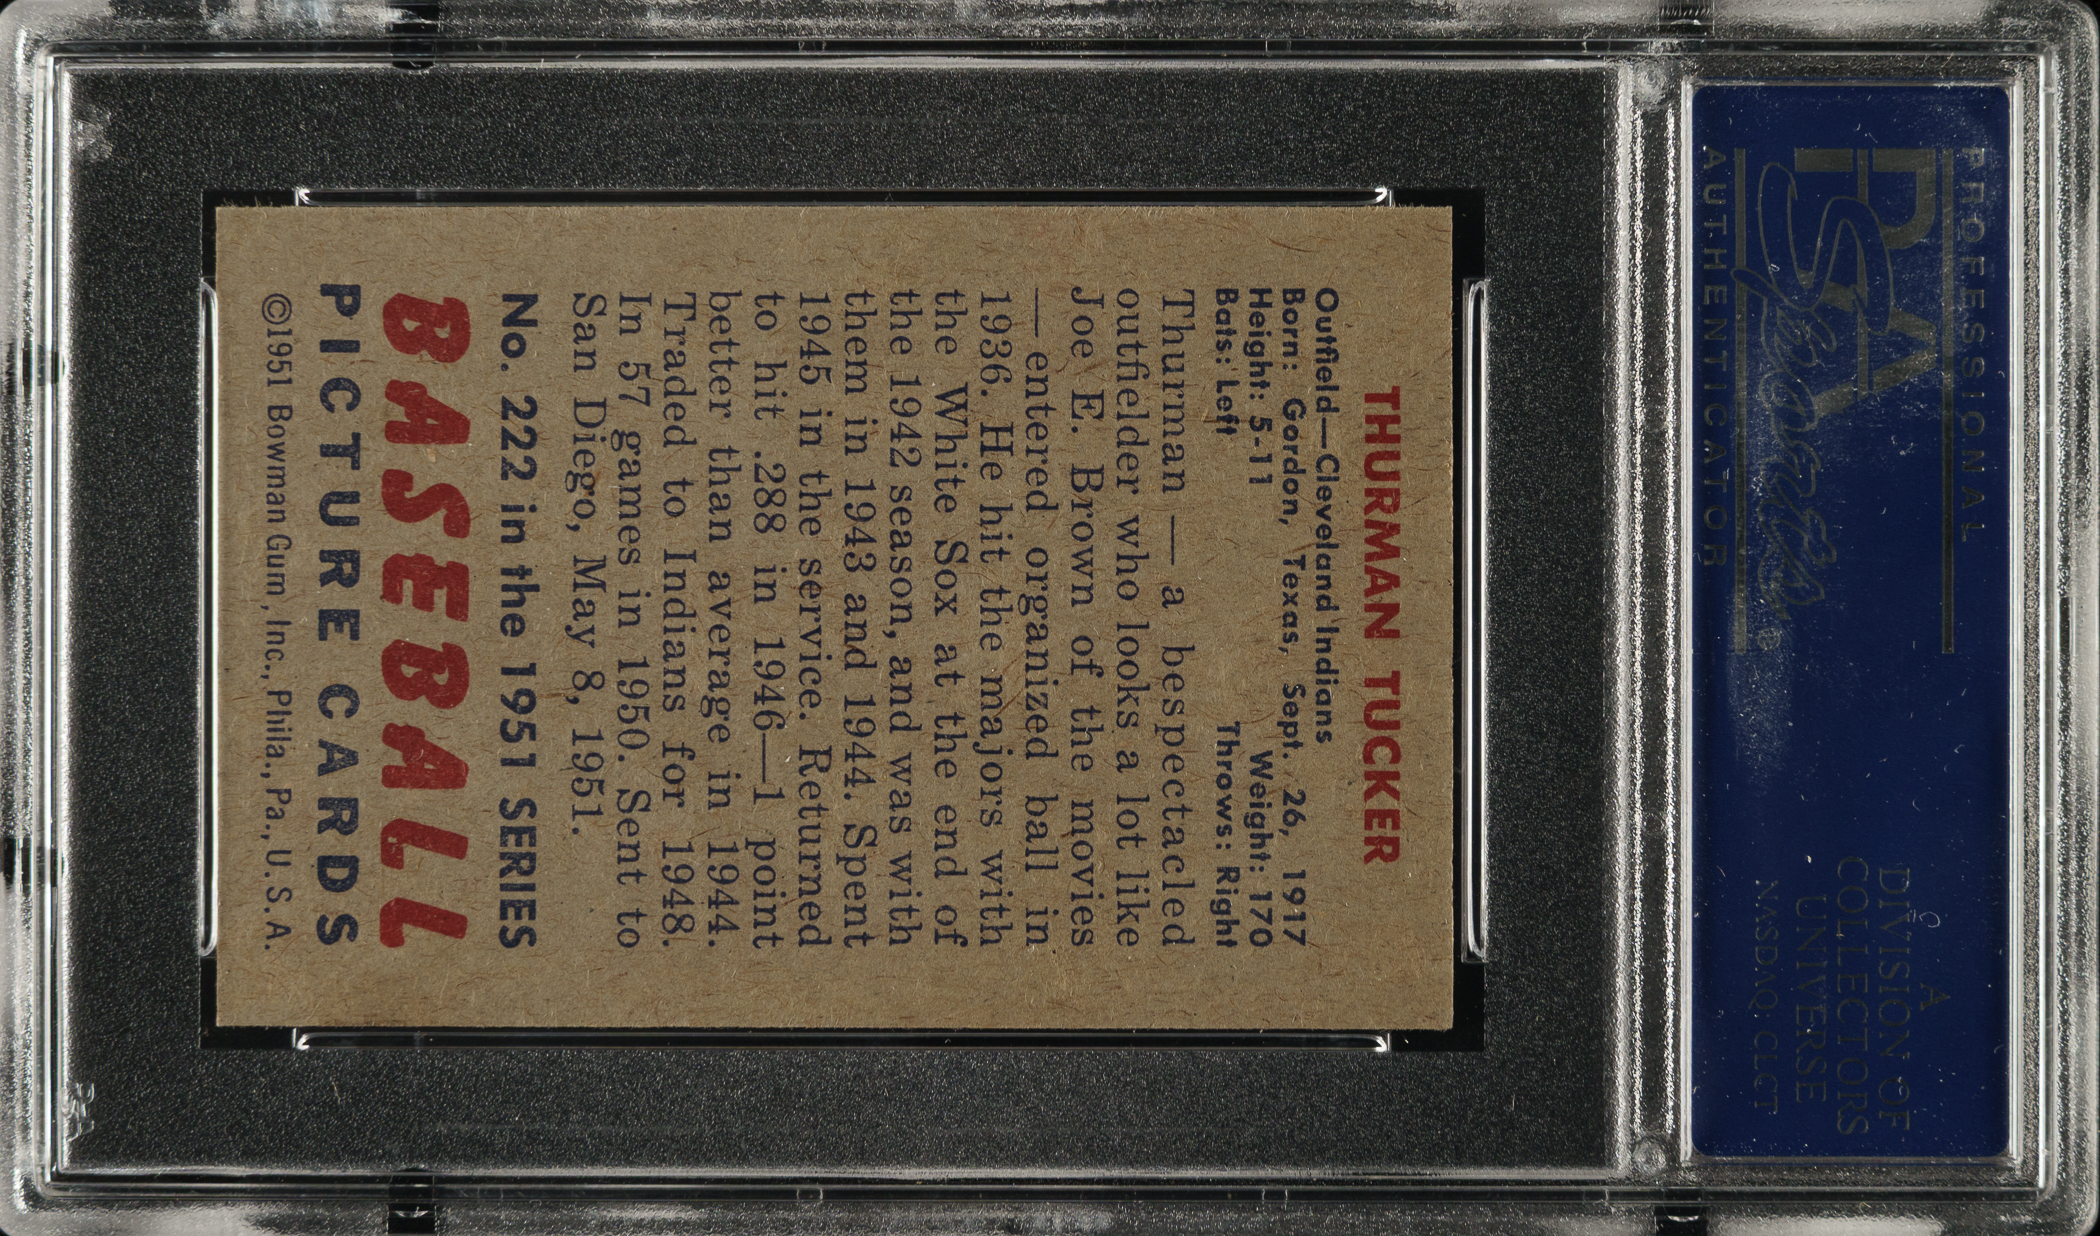 PROFESSIONAL
PSA
Sports
AUTHENTICATOR
A
DIVISION OF
COLLECTORS
UNIVERSE
NASDAQ: CLCT
THURMAN TUCKER
Outfield—Cleveland Indians
Born: Gordon, Texas, Sept. 26, 1917
Height: 5-11 Weight: 170
Bats: Left Throws: Right
Thurman — a bespectacled
outfielder who looks a lot like
Joe E. Brown of the movies
—entered organized ball in
1936. He hit the majors with
the White Sox at the end of
the 1942 season, and was with
them in 1943 and 1944. Spent
1945 in the service. Returned
to hit .288 in 1946—1 point
better than average in 1944.
Traded to Indians for 1948.
In 57 games in 1950. Sent to
San Diego, May 8, 1951.
No. 222 in the 1951 SERIES
BASEBALL
PICTURE CARDS
©1951 Bowman Gum, Inc., Phila., Pa., U.S.A.
PSA